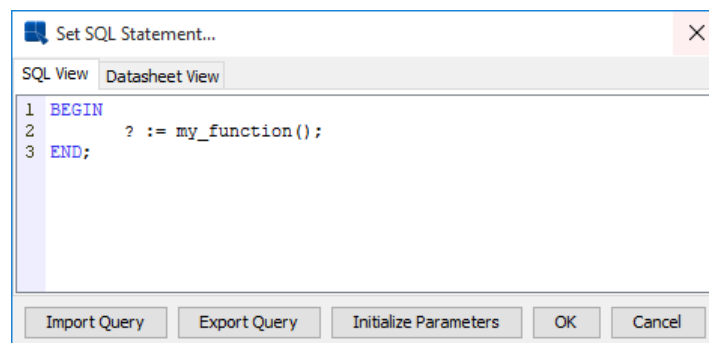 Set SQL Statement...
SQL View Datasheet View
1 BEGIN
2 ? := my_function();
3 END;
Import Query Export Query Initialize Parameters OK Cancel